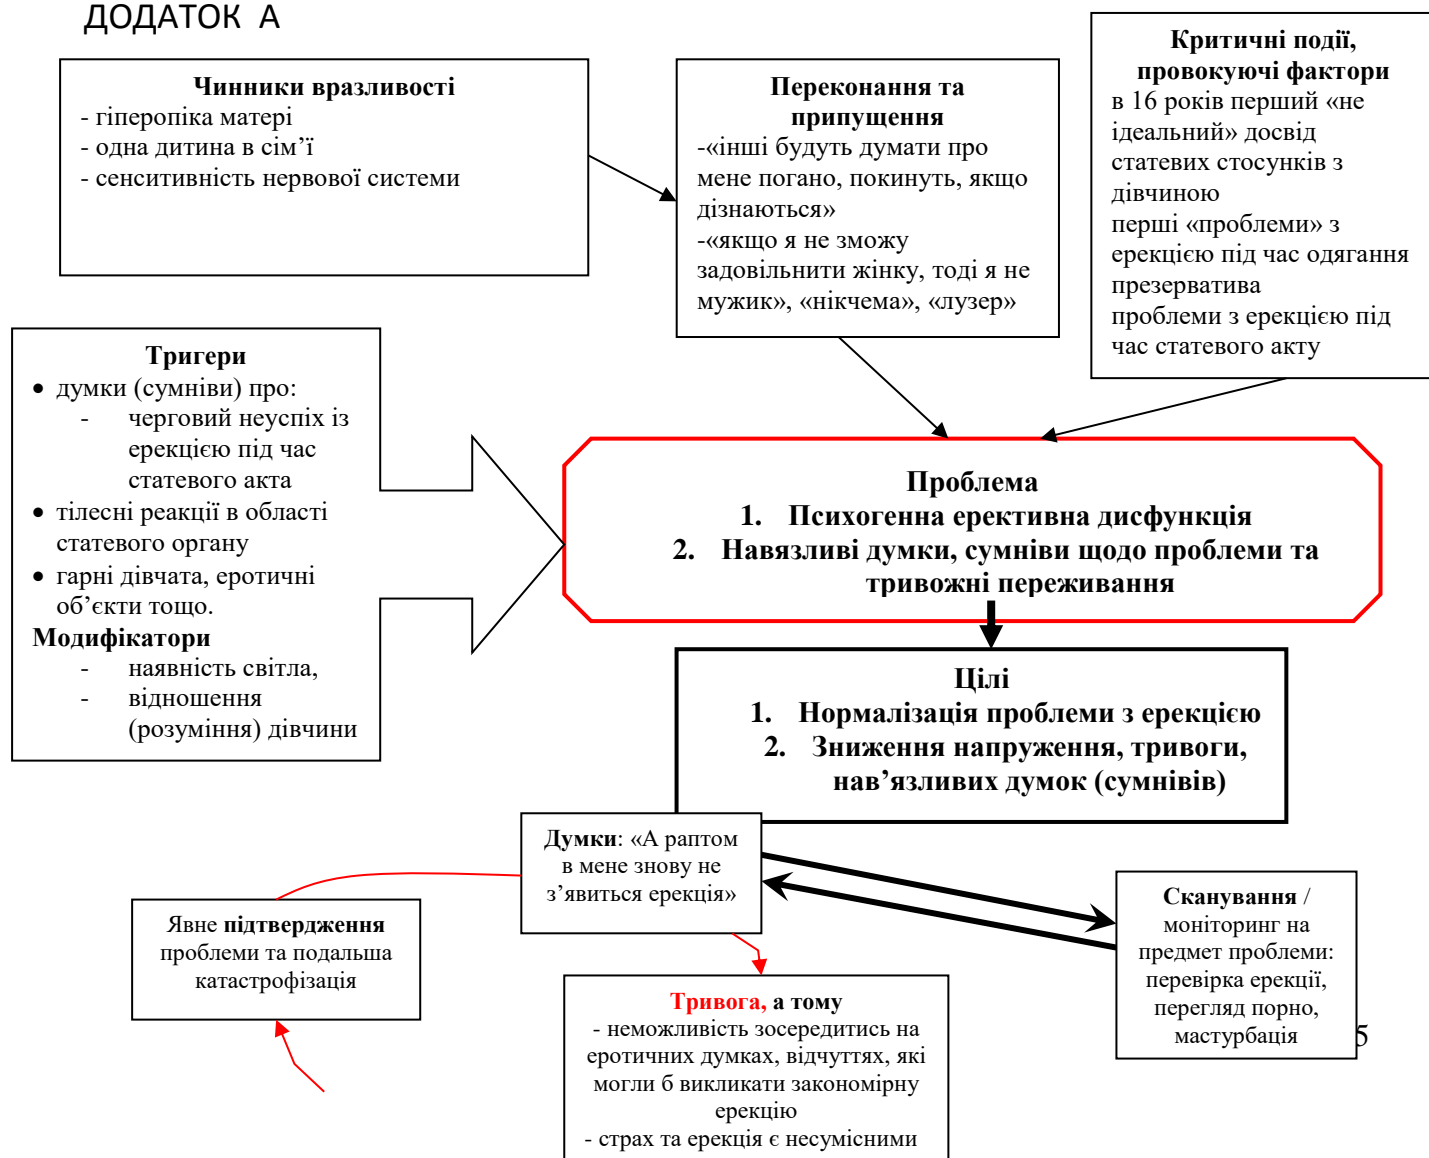 ДОДАТОК А
Чинники вразливості
- гіперопіка матері
- одна дитина в сім’ї
- сенситивність нервової системи
Переконання та
припущення
-«інші будуть думати про
мене погано, покинуть, якщо
дізнаються»
-«якщо я не зможу
задовільнити жінку, тоді я не
мужик», «нікчема», «лузер»
Критичні події,
провокуючі фактори
в 16 років перший «не
ідеальний» досвід
статевих стосунків з
дівчиною
перші «проблеми» з
ерекцією під час одягання
презерватива
проблеми з ерекцією під
час статевого акту
Тригери
• думки (сумніви) про:
- черговий неуспіх із
ерекцією під час
статевого акта
• тілесні реакції в області
статевого органу
• гарні дівчата, еротичні
об’єкти тощо.
Модифікатори
- наявність світла,
- відношення
(розуміння) дівчини
Проблема
1. Психогенна ерективна дисфункція
2. Навязливі думки, сумніви щодо проблеми та
тривожні переживання
Цілі
1. Нормалізація проблеми з ерекцією
2. Зниження напруження, тривоги,
нав’язливих думок (сумнівів)
Думки: «А раптом
в мене знову не
з’явиться ерекція»
Сканування /
моніторинг на
предмет проблеми:
перевірка ерекції,
перегляд порно,
мастурбація
Явне підтвердження
проблеми та подальша
катастрофізація
Тривога, а тому
- неможливість зосередитись на
еротичних думках, відчуттях, які
могли б викликати закономірну
ерекцію
- страх та ерекція є несумісними
5